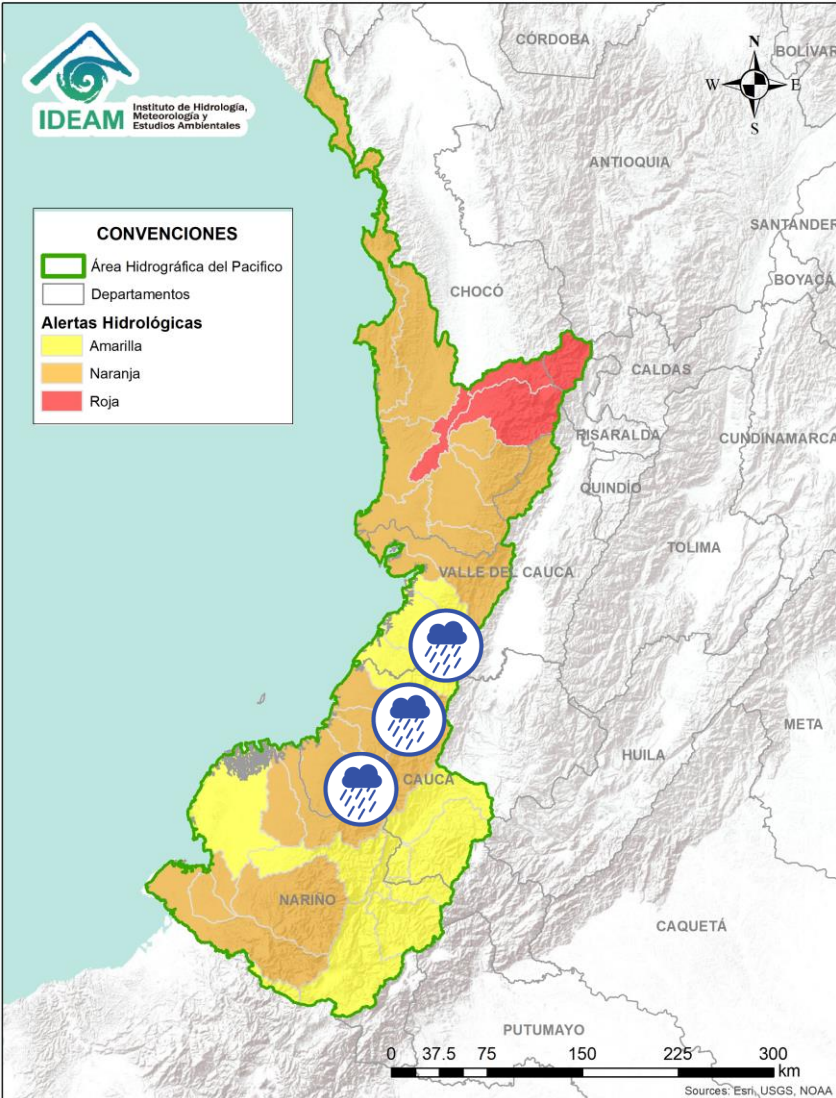 IDEAM
Instituto de Hidrología,
Meteorología y
Estudios Ambientales
CÓRDOBA
BOLÍVAR
N
W
E
S
ANTIOQUIA
SANTANDER
BOYACÁ
CONVENCIONES
Área Hidrográfica del Pacifico
Departamentos
Alertas Hidrológicas
Amarilla
Naranja
Roja
CHOCÓ
CALDAS
RISARALDA
CUNDINAMARCA
QUINDÍO
TOLIMA
VALLE DEL CAUCA
META
HUILA
CAUCA
NARIÑO
CAQUETÁ
PUTUMAYO
0 37.5 75 150 225 300
km
Sources: Esri, USGS, NOAA